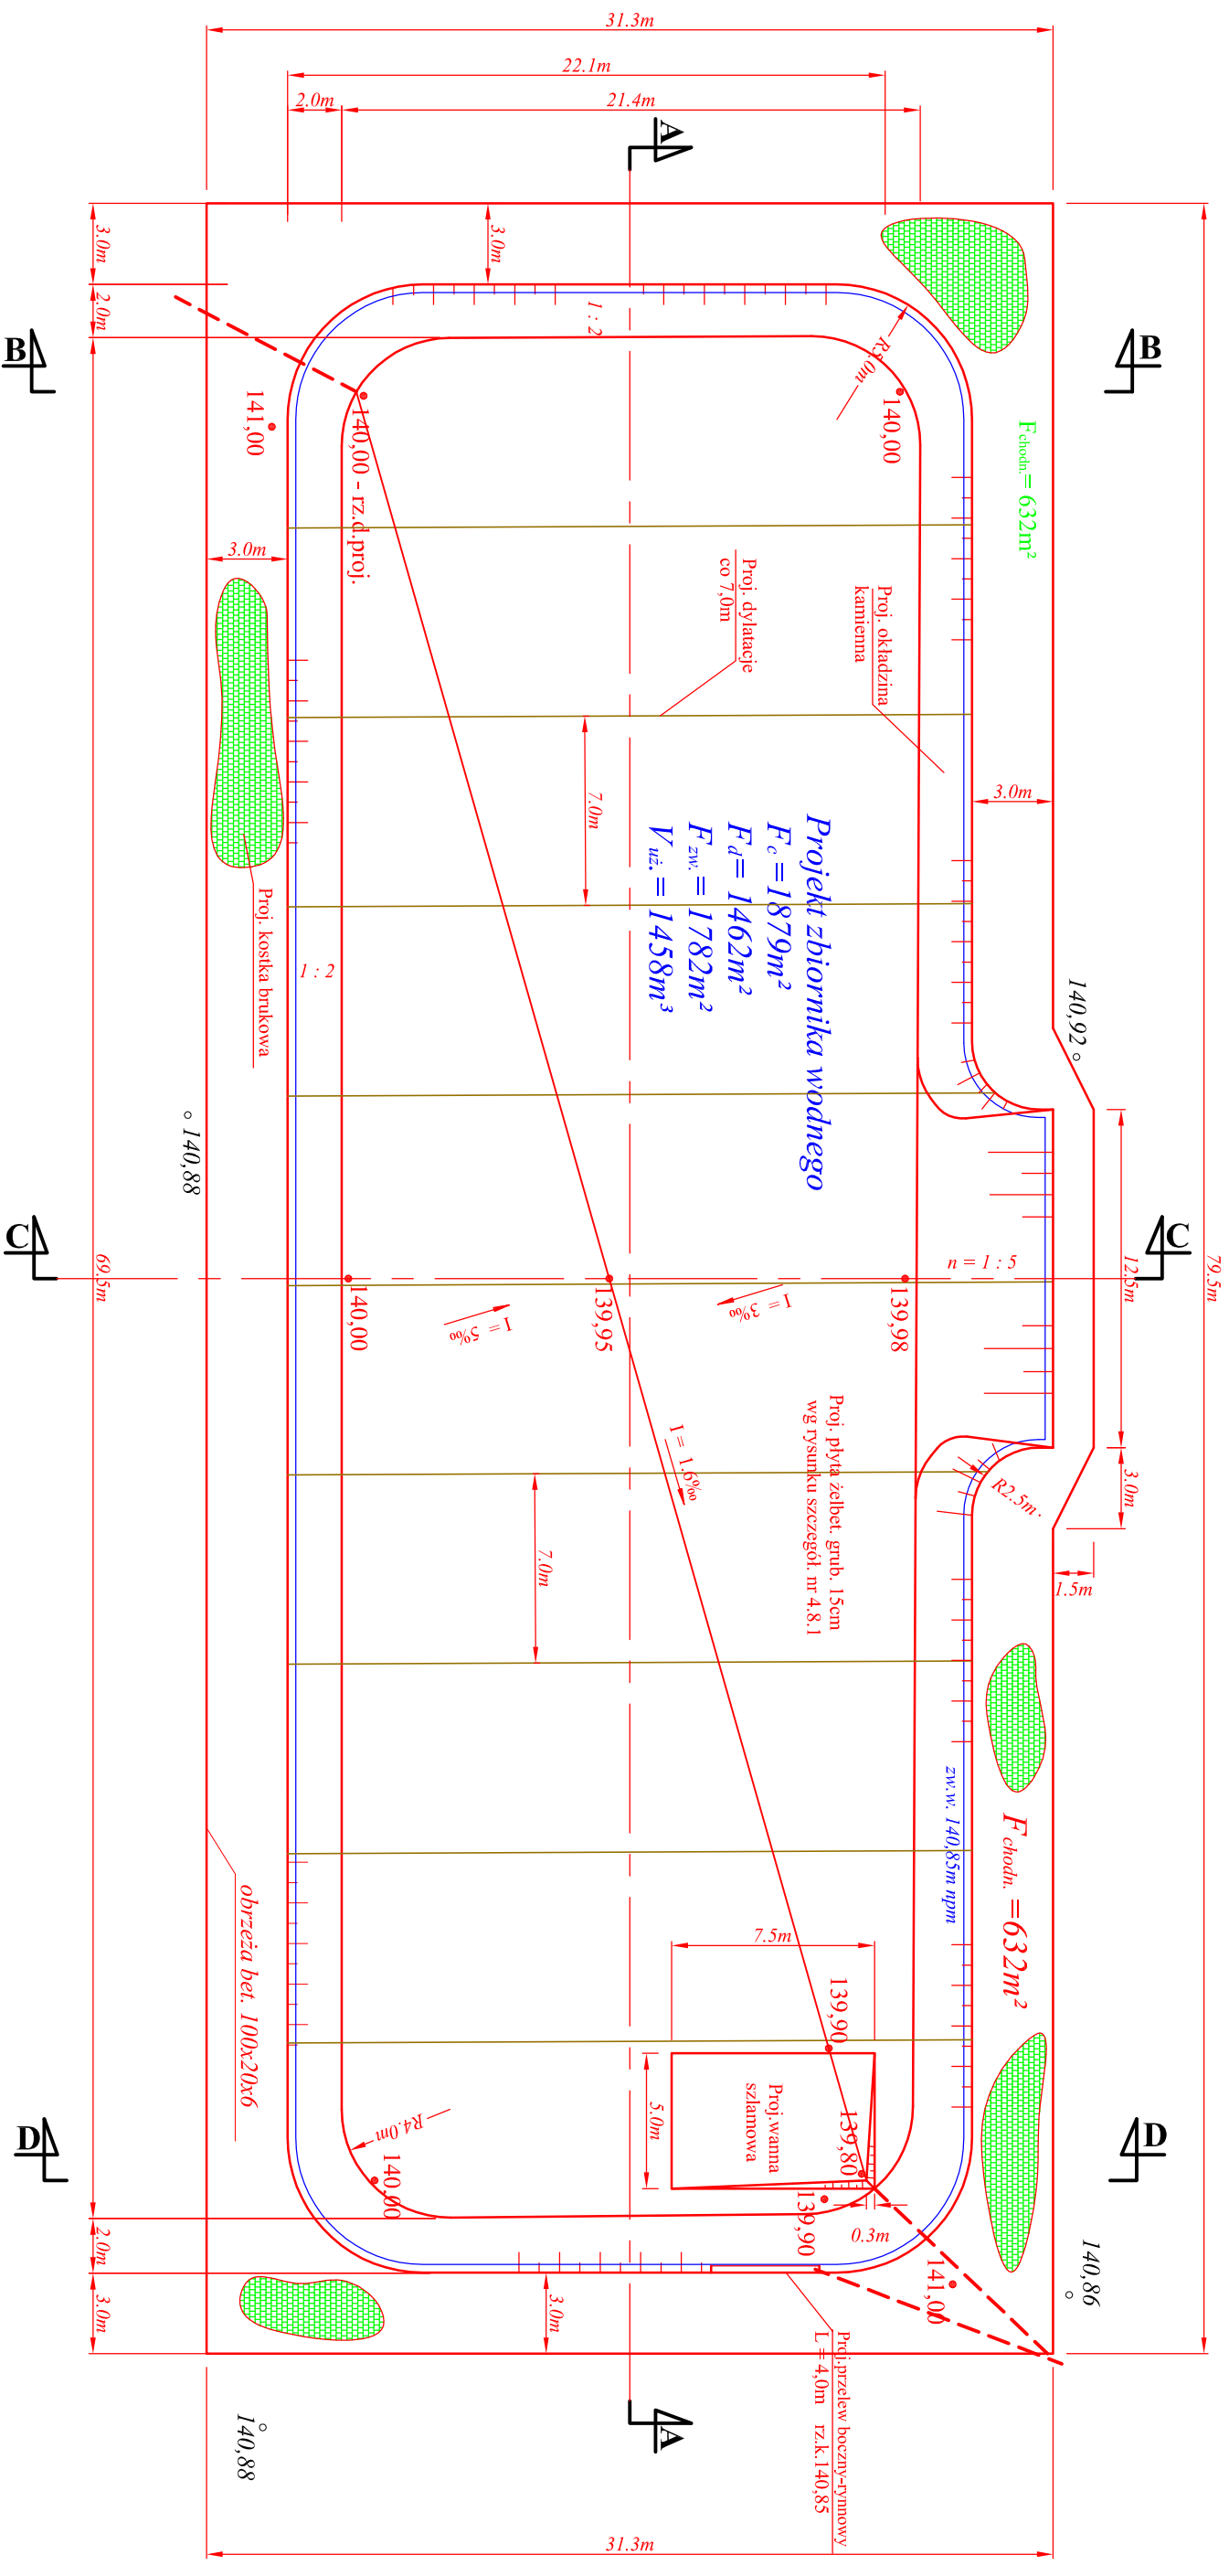 31.3m
22.1m
2.0m
21.4m
A
3.0m
3.0m
2.0m
1 : 2
B
B
141,00
140,00 - rz.d.proj.
140,00
F chodn. = 632m²
3.0m
Proj. dylatacje
co 7,0m
Proj. okładzina
kamienna
3.0m
7.0m
Projekt zbiornika wodnego
F c = 1879m²
F d = 1462m²
F zw. = 1782m²
V uż. = 1458m³
Proj. kostka brukowa
1 : 2
140,92
140,88
C
C
69.5m
79.5m
12.5m
n = 1 : 5
140,00
139,95
139,98
I = 5‰
I = 3‰
I = 1.6‰
Proj. płyta żelbet. grub. 15cm
wg rysunku szczegół. nr 4.8.1
R2.5m
3.0m
1.5m
7.0m
zw.w. 140,85m npm
F chodn. = 632m²
obrzeża bet. 100x20x6
7.5m
139,90
5.0m
Proj.wanna
szlamowa
139,80
R4.0m
140,00
139,90
0.3m
D
D
141,00
140,86
2.0m
3.0m
3.0m
Proj.przelew boczny-rynnowy
L = 4,0m rz.k.140,85
A
140,88
31.3m